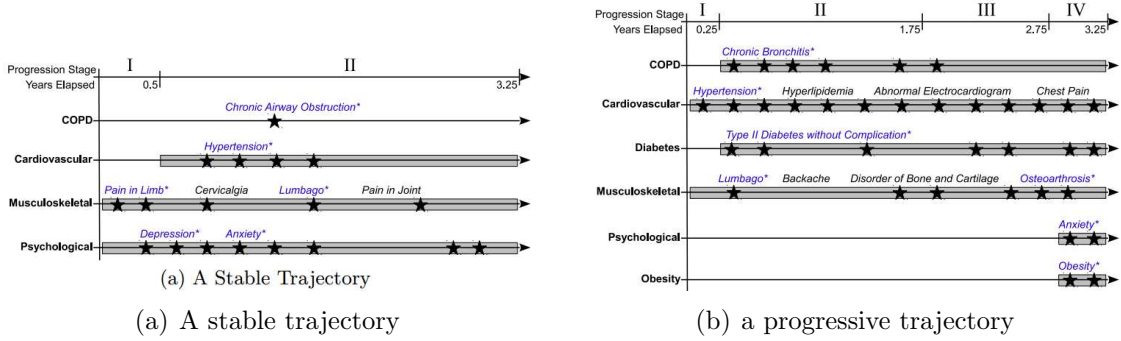 Progression Stage I II
Years Elapsed 0.5 3.25
Chronic Airway Obstruction*
COPD
Hypertension*
Cardiovascular
Pain in Limb* Cervicalgia Lumbago* Pain in Joint
Musculoskeletal
Depression* Anxiety*
Psychological
(a) A Stable Trajectory
(a) A stable trajectory
Progression Stage I II III IV
Years Elapsed 0.25 1.75 2.75 3.25
Chronic Bronchitis*
COPD
Hypertension* Hyperlipidemia Abnormal Electrocardiogram Chest Pain
Cardiovascular
Type II Diabetes without Complication*
Diabetes
Lumbago* Backache Disorder of Bone and Cartilage Osteoarthrosis*
Musculoskeletal
Anxiety*
Psychological
Obesity*
Obesity
(b) a progressive trajectory